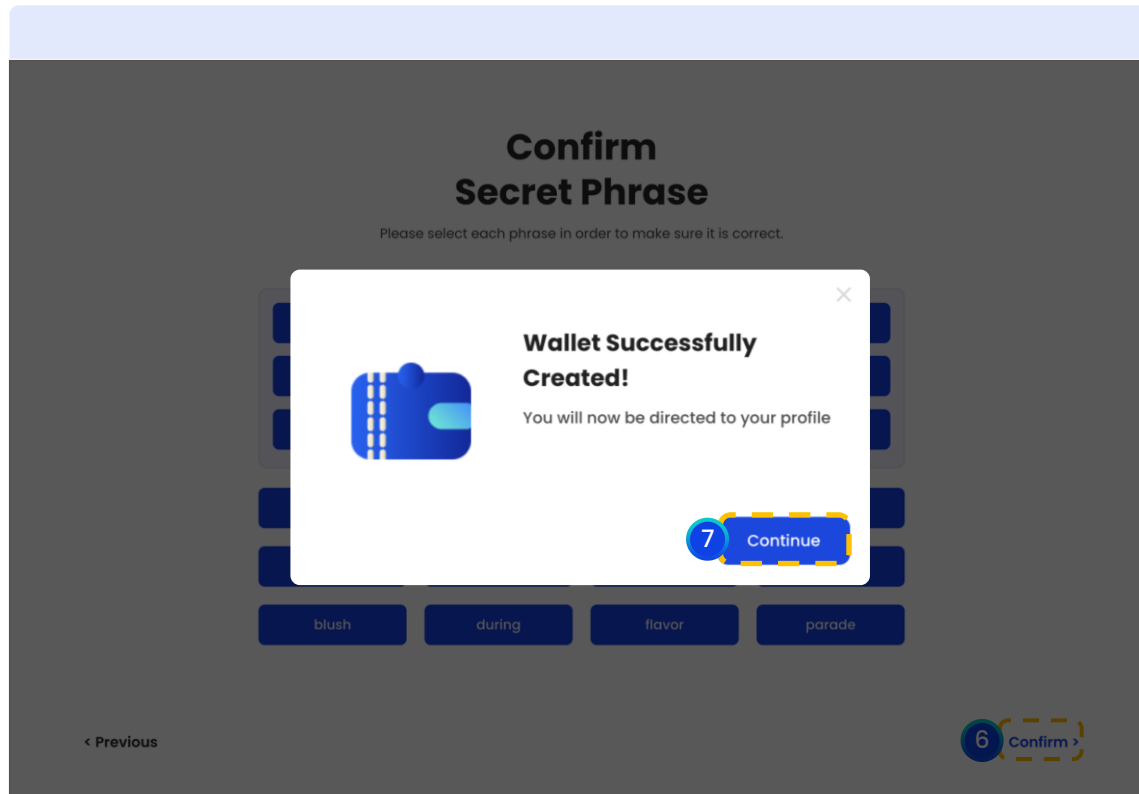 Confirm
Secret Phrase
Please select each phrase in order to make sure it is correct.
Wallet Successfully
Created!
You will now be directed to your profile
7 Continue
blush during flavor parade
< Previous
6 Confirm >